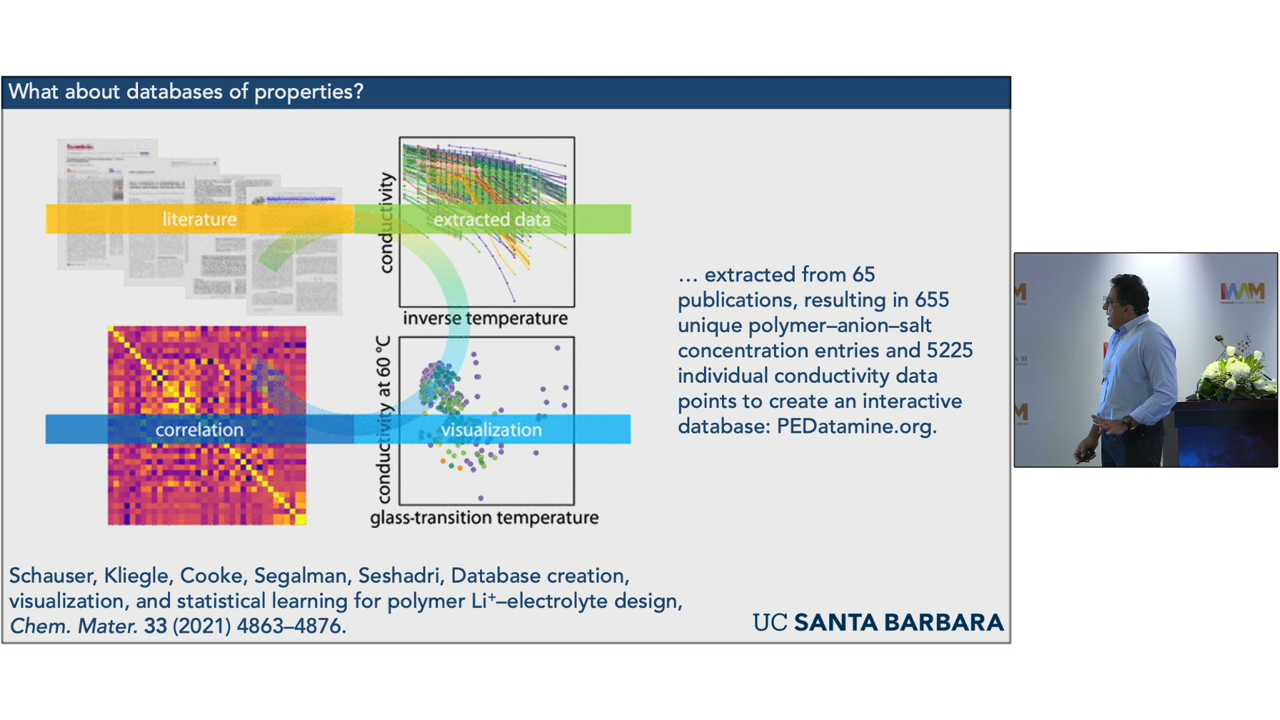 What about databases of properties?
literature
conductivity
extracted data
inverse temperature
correlation
conductivity at 60 °C
visualization
glass-transition temperature
… extracted from 65
publications, resulting in 655
unique polymer–anion–salt
concentration entries and 5225
individual conductivity data
points to create an interactive
database: PEDatamine.org.
Schauser, Kliegle, Cooke, Segalman, Seshadri, Database creation,
visualization, and statistical learning for polymer Li⁺–electrolyte design,
Chem. Mater. 33 (2021) 4863–4876.
UC SANTA BARBARA
IAAM